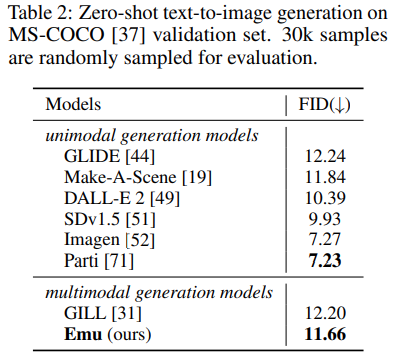 Table 2: Zero-shot text-to-image generation on
MS-COCO [37] validation set. 30k samples
are randomly sampled for evaluation.
Models FID(↓)
unimodal generation models
GLIDE [44] 12.24
Make-A-Scene [19] 11.84
DALL-E 2 [49] 10.39
SDv1.5 [51] 9.93
Imagen [52] 7.27
Parti [71] 7.23
multimodal generation models
GILL [31] 12.20
Emu (ours) 11.66